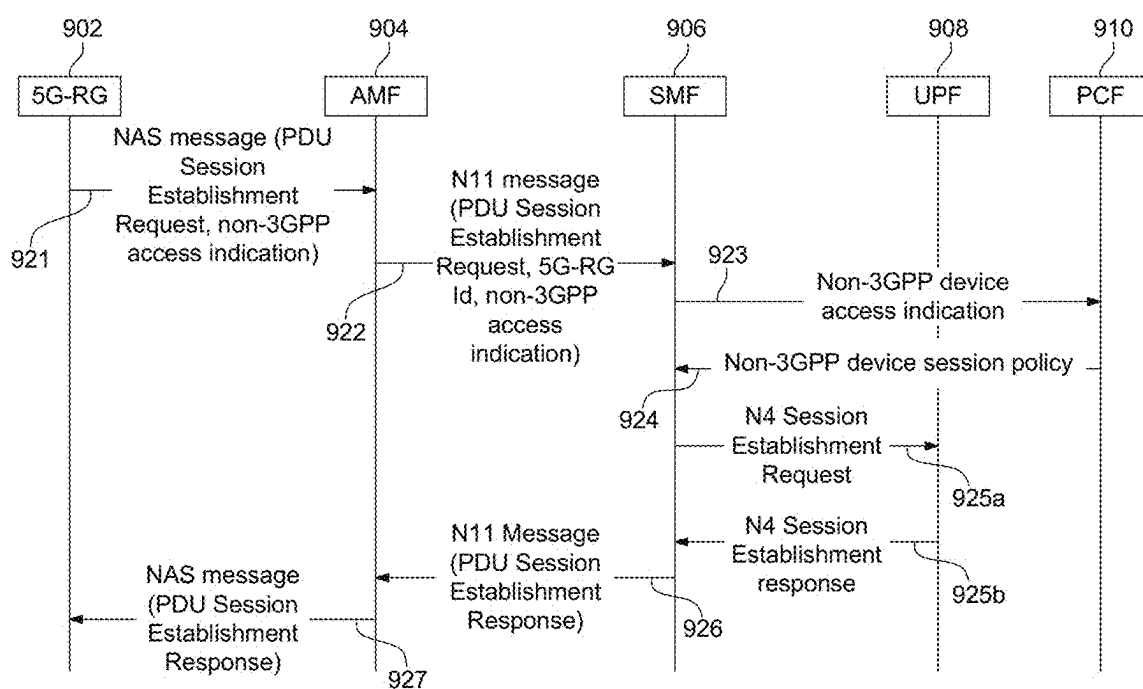 902
904
906
908
910
5G-RG
AMF
SMF
UPF
PCF
NAS message (PDU
Session
Establishment
Request, non-3GPP
access indication)
921
N11 message
(PDU Session
Establishment
Request, 5G-RG
Id, non-3GPP
access
indication)
922
923
Non-3GPP device
access indication
Non-3GPP device session policy
924
N4 Session
Establishment
Request
925a
N4 Session
Establishment
response
925b
N11 Message
(PDU Session
Establishment
Response)
926
NAS message
(PDU Session
Establishment
Response)
927